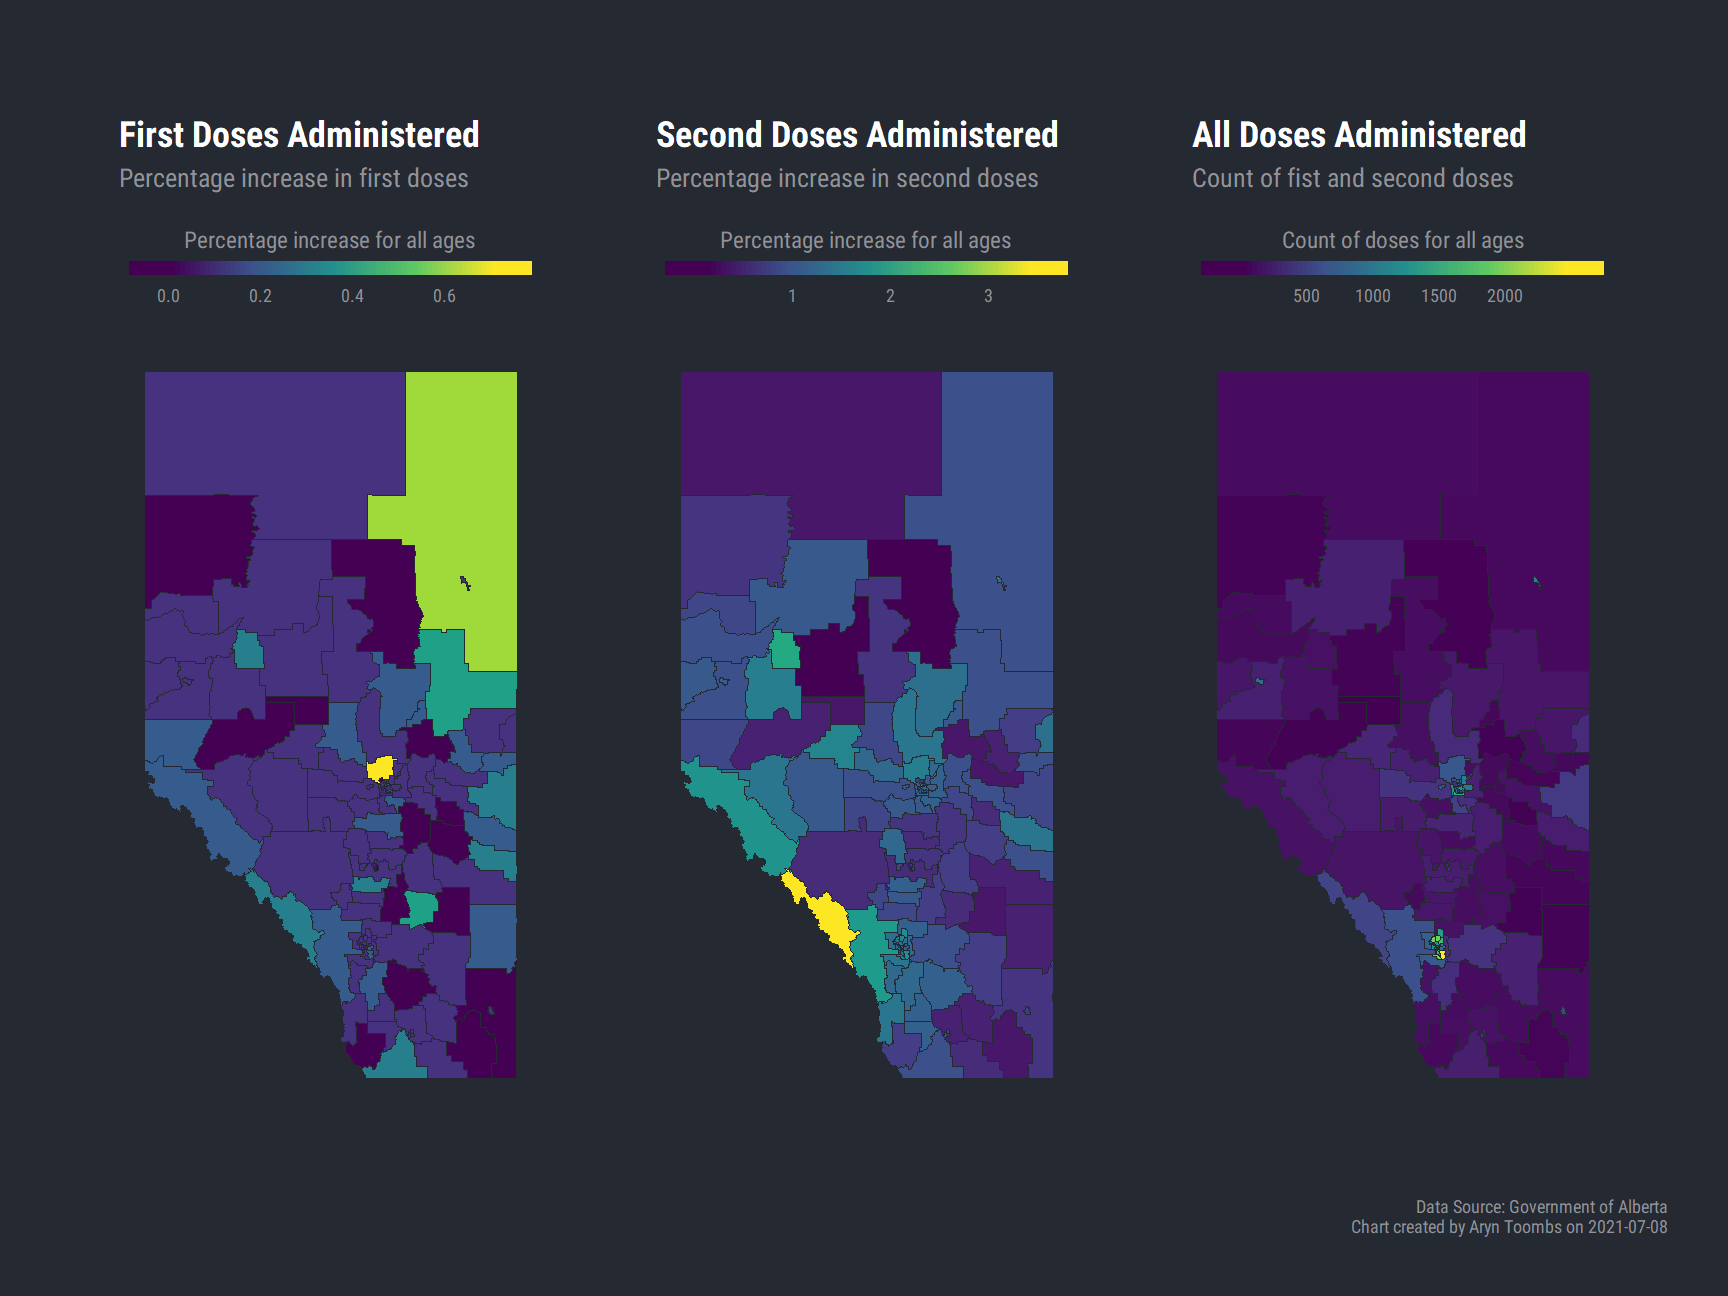 First Doses Administered
Percentage increase in first doses
Percentage increase for all ages
0.0 0.2 0.4 0.6
Second Doses Administered
Percentage increase in second doses
Percentage increase for all ages
1 2 3
All Doses Administered
Count of fist and second doses
Count of doses for all ages
500 1000 1500 2000
Data Source: Government of Alberta
Chart created by Aryn Toombs on 2021-07-08